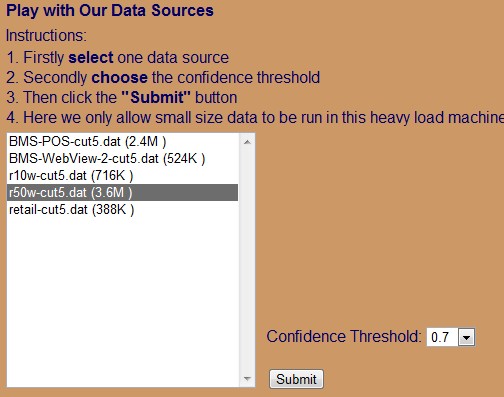 Play with Our Data Sources
Instructions:
1. Firstly select one data source
2. Secondly choose the confidence threshold
3. Then click the "Submit" button
4. Here we only allow small size data to be run in this heavy load machine
BMS-POS-cut5.dat (2.4M )
BMS-WebView-2-cut5.dat (524K )
r10w-cut5.dat (716K )
r50w-cut5.dat (3.6M )
retail-cut5.dat (388K )
Confidence Threshold: 0.7
Submit